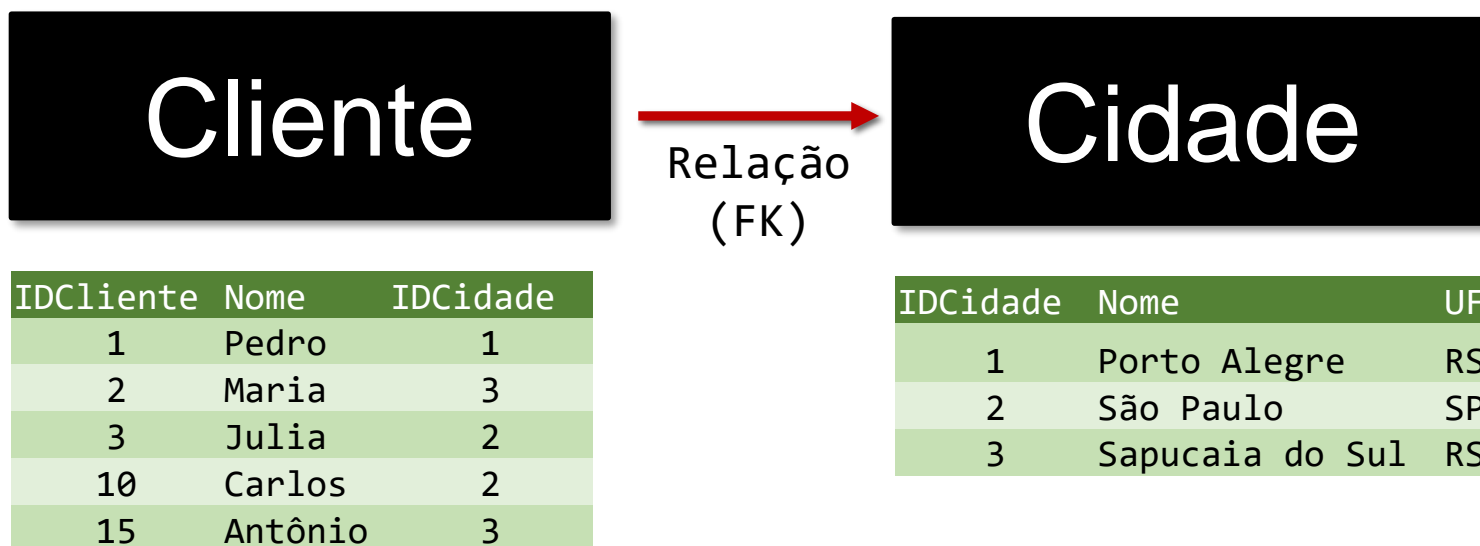 Cliente
Relação
(FK)
Cidade
IDCliente Nome IDCidade
1 Pedro 1
2 Maria 3
3 Julia 2
10 Carlos 2
15 Antônio 3
IDCidade Nome UF
1 Porto Alegre RS
2 São Paulo SP
3 Sapucaia do Sul RS